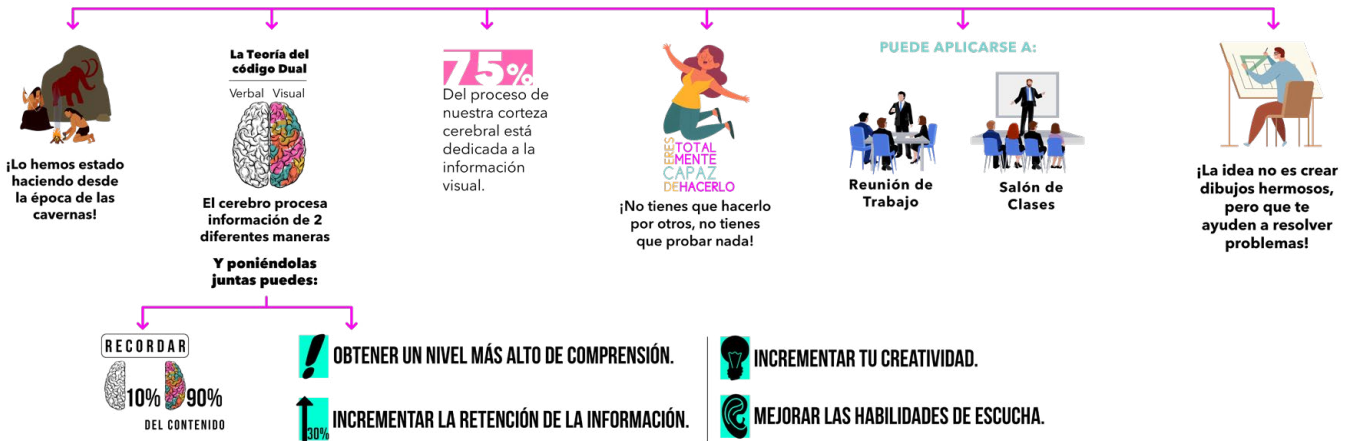 ¡Lo hemos estado
haciendo desde
la época de las
cavernas!
La Teoría del
código Dual
Verbal Visual
El cerebro procesa
información de 2
diferentes maneras
Y poniéndolas
juntas puedes:
75%
Del proceso de
nuestra corteza
cerebral está
dedicada a la
información
visual.
ERES
TOTAL
MENTE
CAPAZ
DE HACERLO
¡No tienes que hacerlo
por otros, no tienes
que probar nada!
PUEDE APLICARSE A:
Reunión de
Trabajo
Salón de
Clases
¡La idea no es crear
dibujos hermosos,
pero que te
ayuden a resolver
problemas!
RECORDAR
10% 90%
DEL CONTENIDO
OBTENER UN NIVEL MÁS ALTO DE COMPRENSIÓN.
30% INCREMENTAR LA RETENCIÓN DE LA INFORMACIÓN.
INCREMENTAR TU CREATIVIDAD.
MEJORAR LAS HABILIDADES DE ESCUCHA.